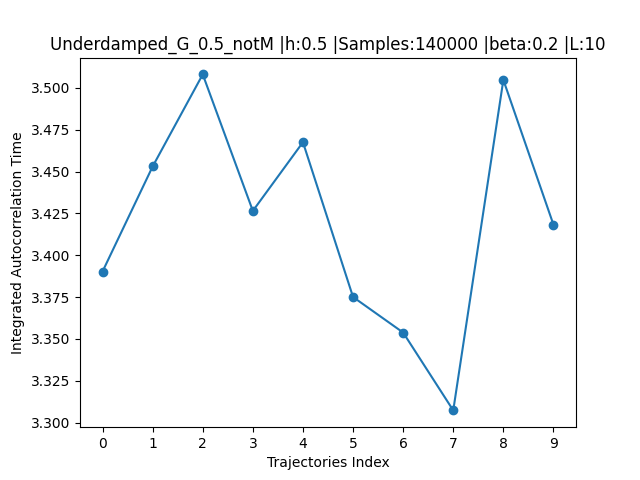 Underdamped_G_0.5_notM |h:0.5 |Samples:140000 |beta:0.2 |L:10
3.500
3.475
3.450
3.425
3.400
3.375
3.350
3.325
3.300
Integrated Autocorrelation Time
0 1 2 3 4 5 6 7 8 9
Trajectories Index